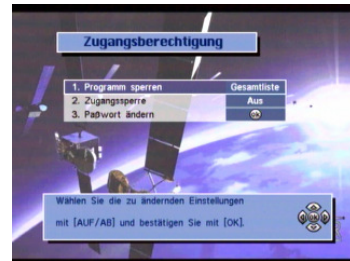 Zugangsberechtigung
1. Programm sperren Gesamtliste
2. Zugangssperre Aus
3. Paßwort ändern ok
Wählen Sie die zu ändernden Einstellungen
mit [AUF/AB] und bestätigen Sie mit [OK].
ok